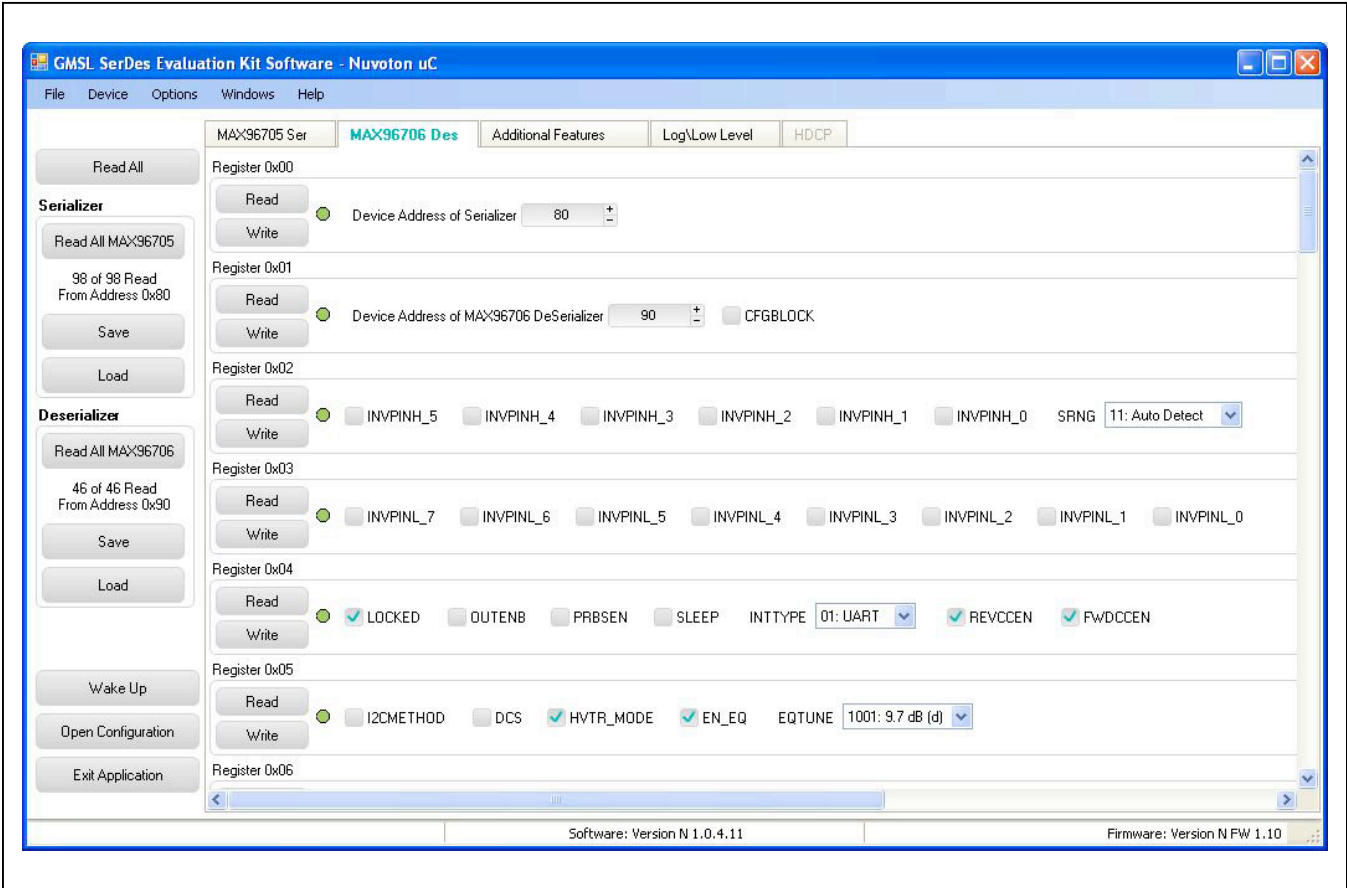 GMSL SerDes Evaluation Kit Software - Nuvoton uC
File Device Options Windows Help
MAX96705 Ser MAX96706 Des Additional Features Log\Low Level HDCP
Read All
Serializer
Read All MAX96705
98 of 98 Read
From Address 0x80
Save
Load
Deserializer
Read All MAX96706
46 of 46 Read
From Address 0x90
Save
Load
Wake Up
Open Configuration
Exit Application
Register 0x00
Read
Write
Device Address of Serializer 80 + -
Register 0x01
Read
Write
Device Address of MAX96706 DeSerializer 90 + - CFGBLOCK
Register 0x02
Read
Write
INVPINH_5 INVPINH_4 INVPINH_3 INVPINH_2 INVPINH_1 INVPINH_0 SRNG 11: Auto Detect
Register 0x03
Read
Write
INVPINL_7 INVPINL_6 INVPINL_5 INVPINL_4 INVPINL_3 INVPINL_2 INVPINL_1 INVPINL_0
Register 0x04
Read
Write
LOCKED OUTENB PRBSEN SLEEP INTTYPE 01: UART REVCCEN FWDCCEN
Register 0x05
Read
Write
I2CMETHOD DCS HVTR_MODE EN_EQ EQTUNE 1001: 9.7 dB (d)
Register 0x06
Software: Version N 1.0.4.11
Firmware: Version N FW 1.10